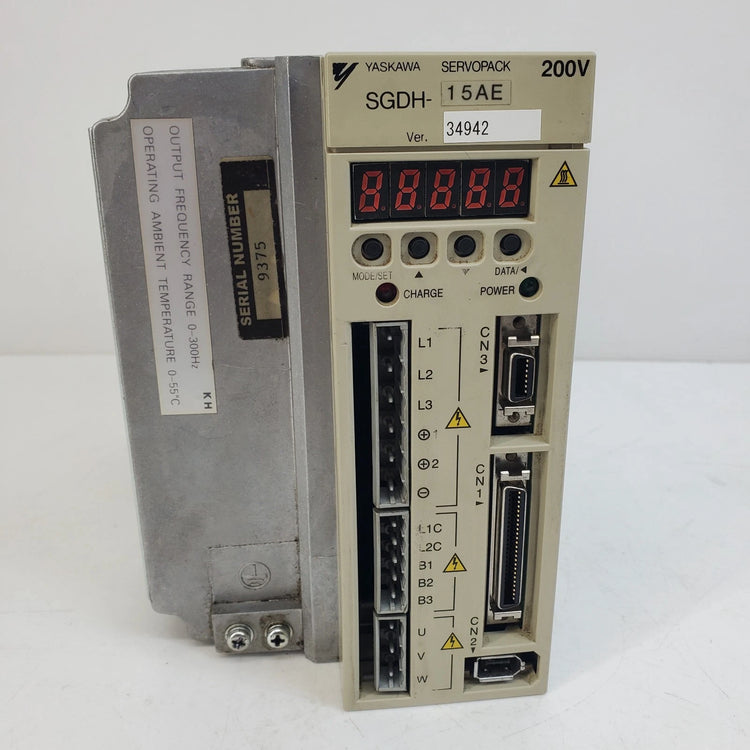 YASKAWA SERVOPACK 200V
SGDH- 15AE
Ver. 34942
88888
MODE/SET DATA/
CHARGE POWER
L1
L2
L3
1
2
L1C
L2C
B1
B2
B3
U
V
W
CN3
CN1
CN2
OUTPUT FREQUENCY RANGE 0-300Hz
OPERATING AMBIENT TEMPERATURE 0-55°C
KH
SERIAL NUMBER
9375